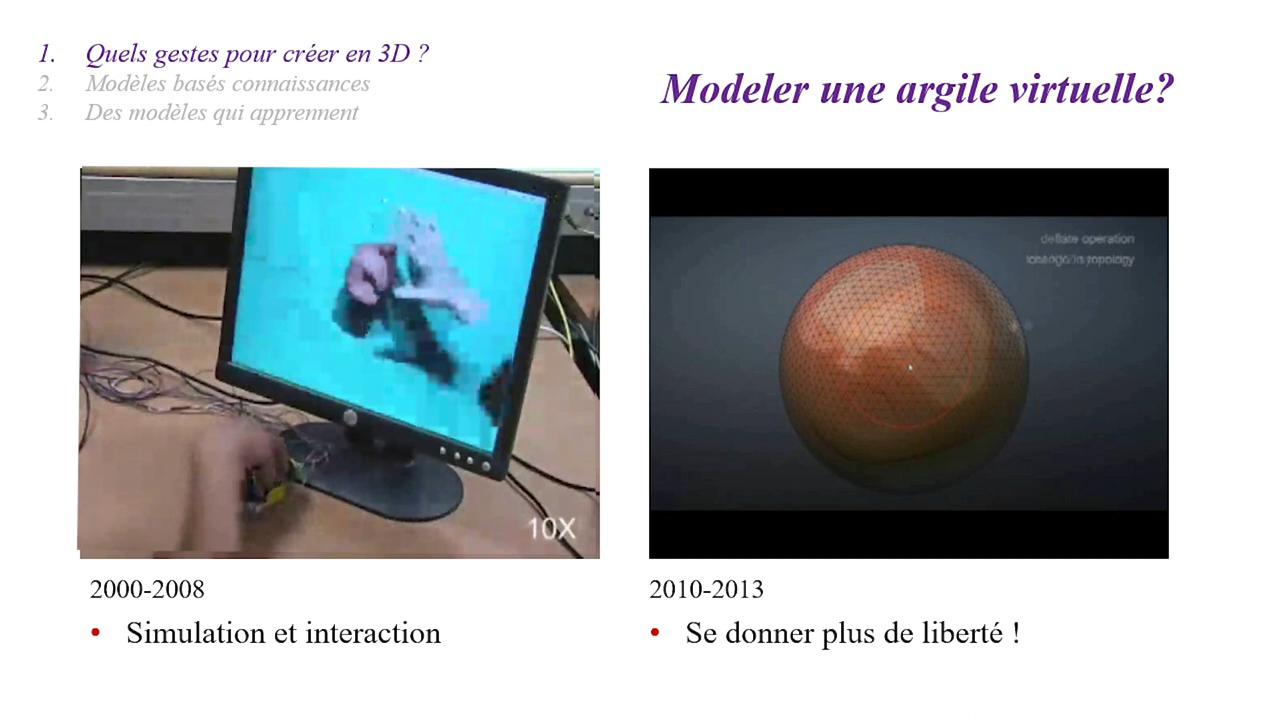 1. Quels gestes pour créer en 3D ?
2. Modèles basés connaissances
3. Des modèles qui apprennent
Modeler une argile virtuelle?
deflate operation
topology
10X
2000-2008
• Simulation et interaction
2010-2013
• Se donner plus de liberté !